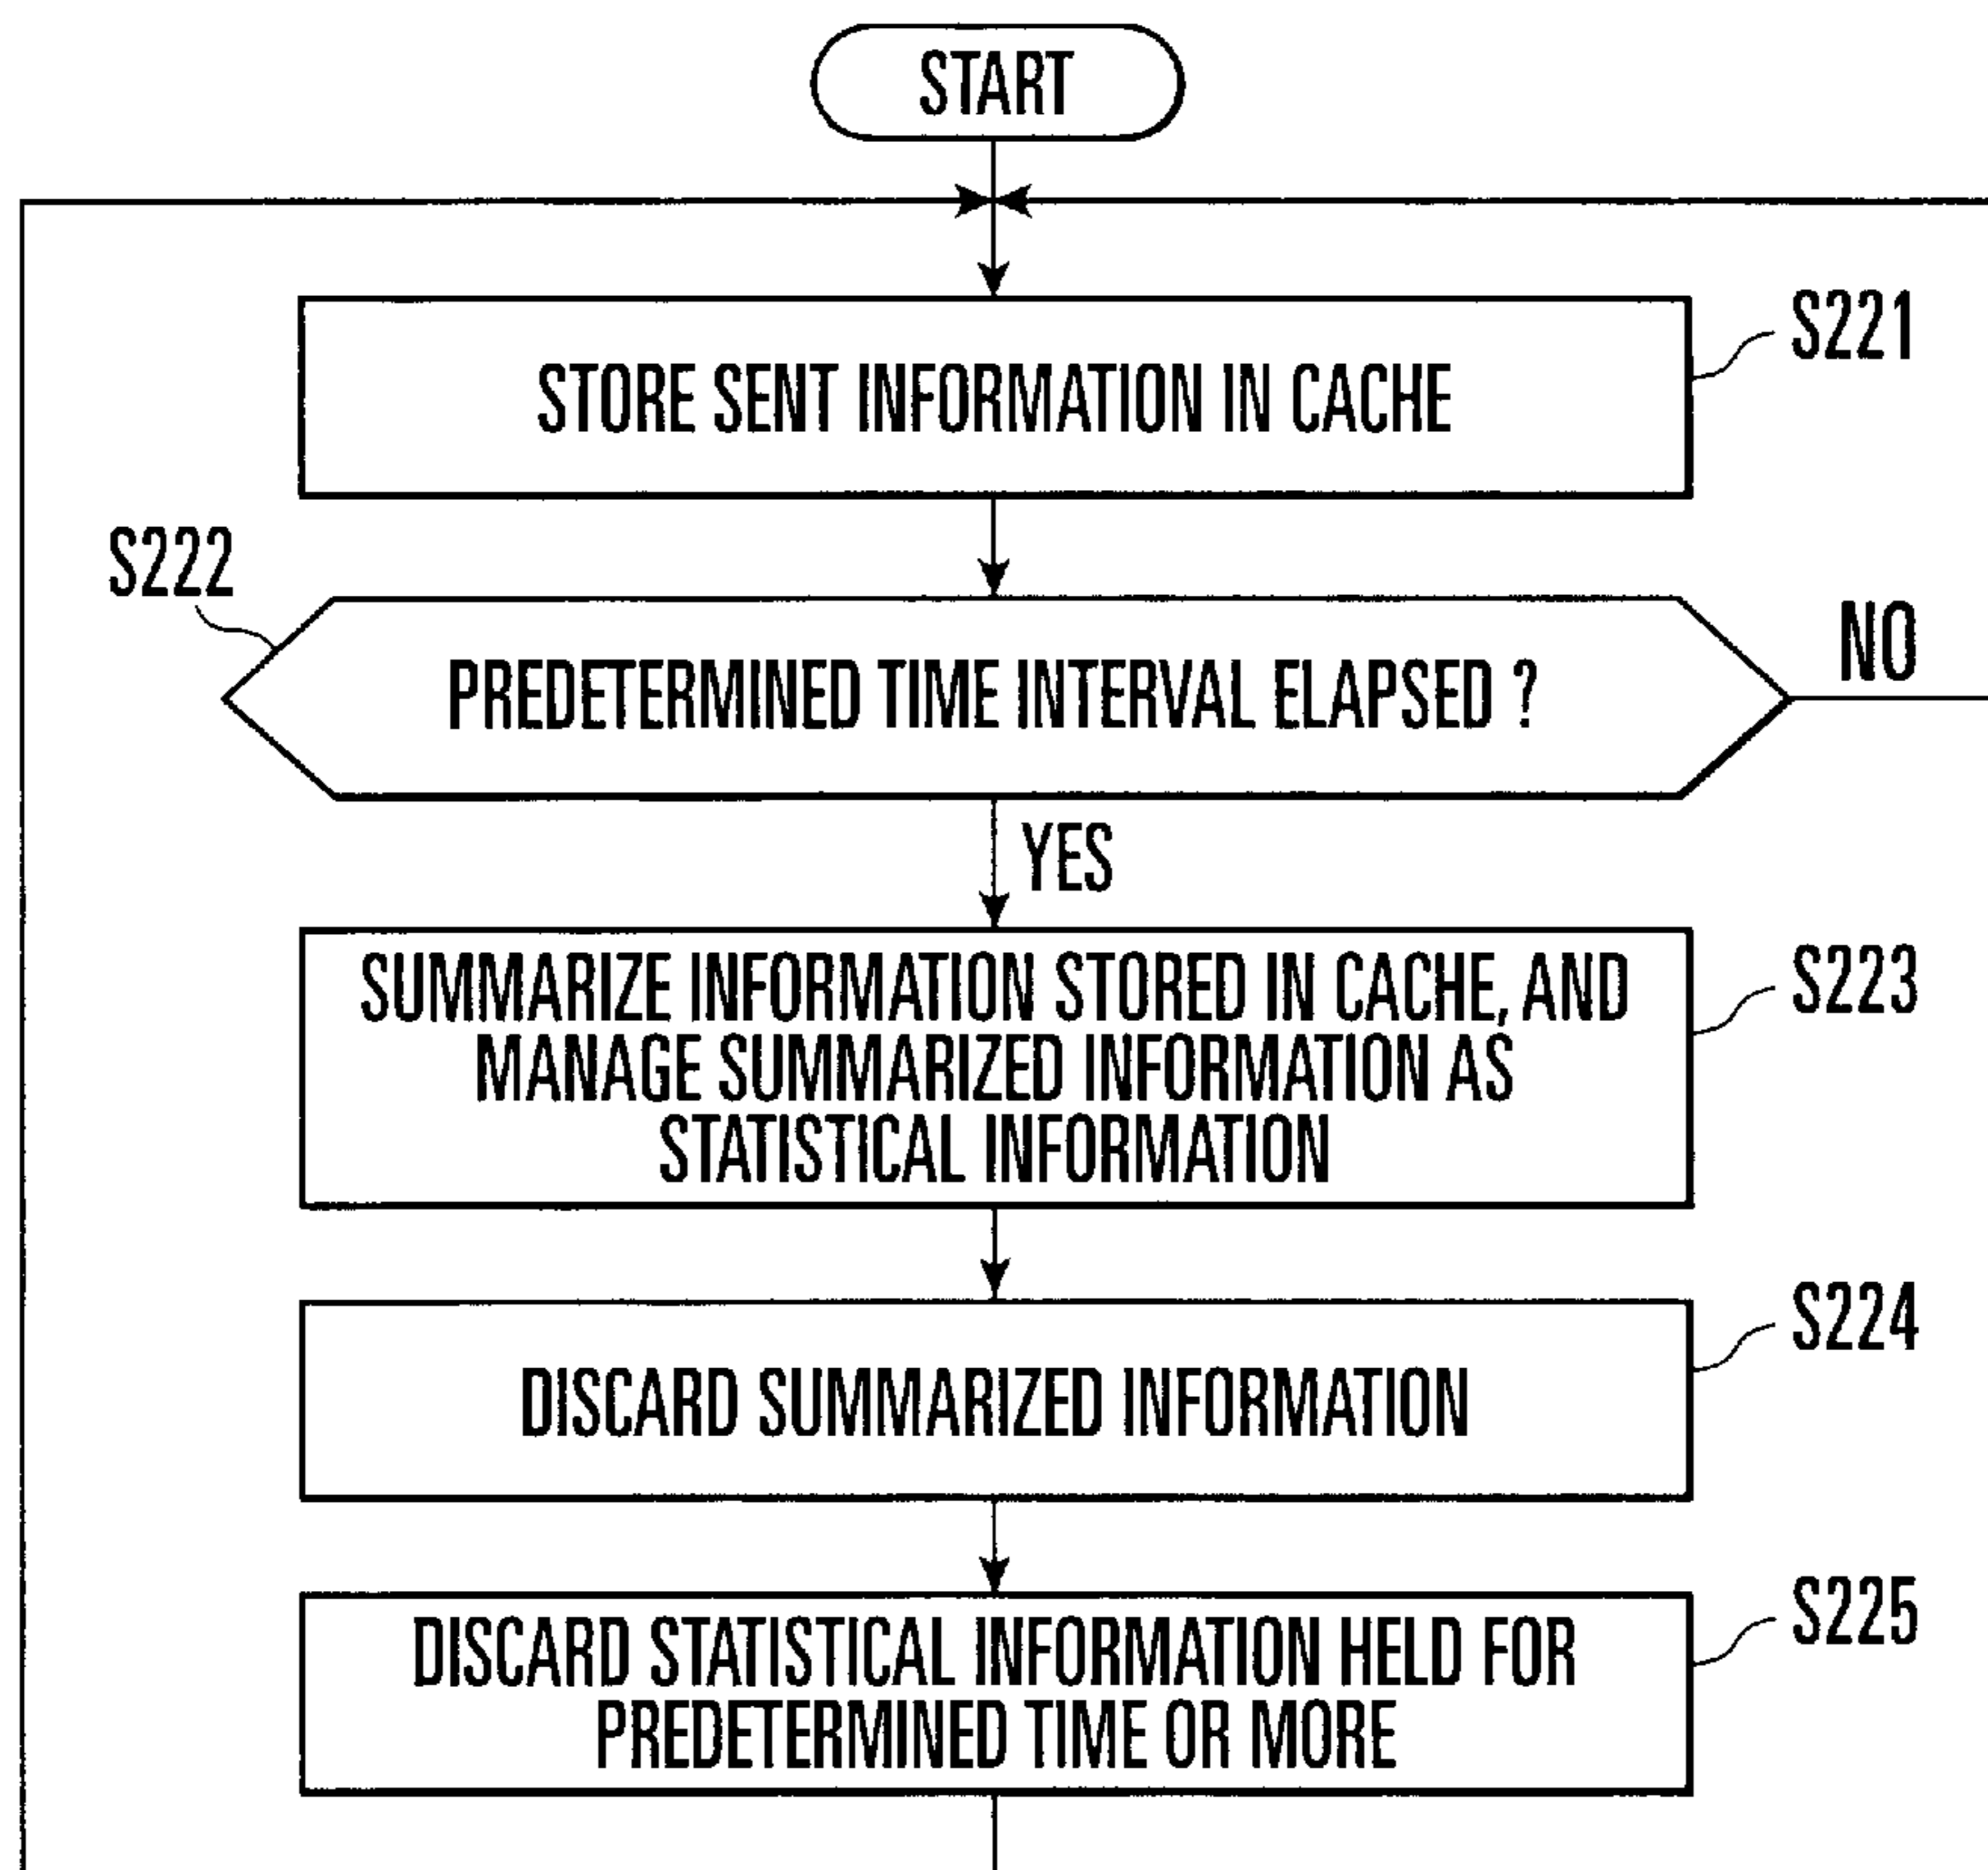 START
STORE SENT INFORMATION IN CACHE
S221
S222
PREDETERMINED TIME INTERVAL ELAPSED ?
NO
YES
SUMMARIZE INFORMATION STORED IN CACHE, AND
MANAGE SUMMARIZED INFORMATION AS
STATISTICAL INFORMATION
S223
DISCARD SUMMARIZED INFORMATION
S224
DISCARD STATISTICAL INFORMATION HELD FOR
PREDETERMINED TIME OR MORE
S225